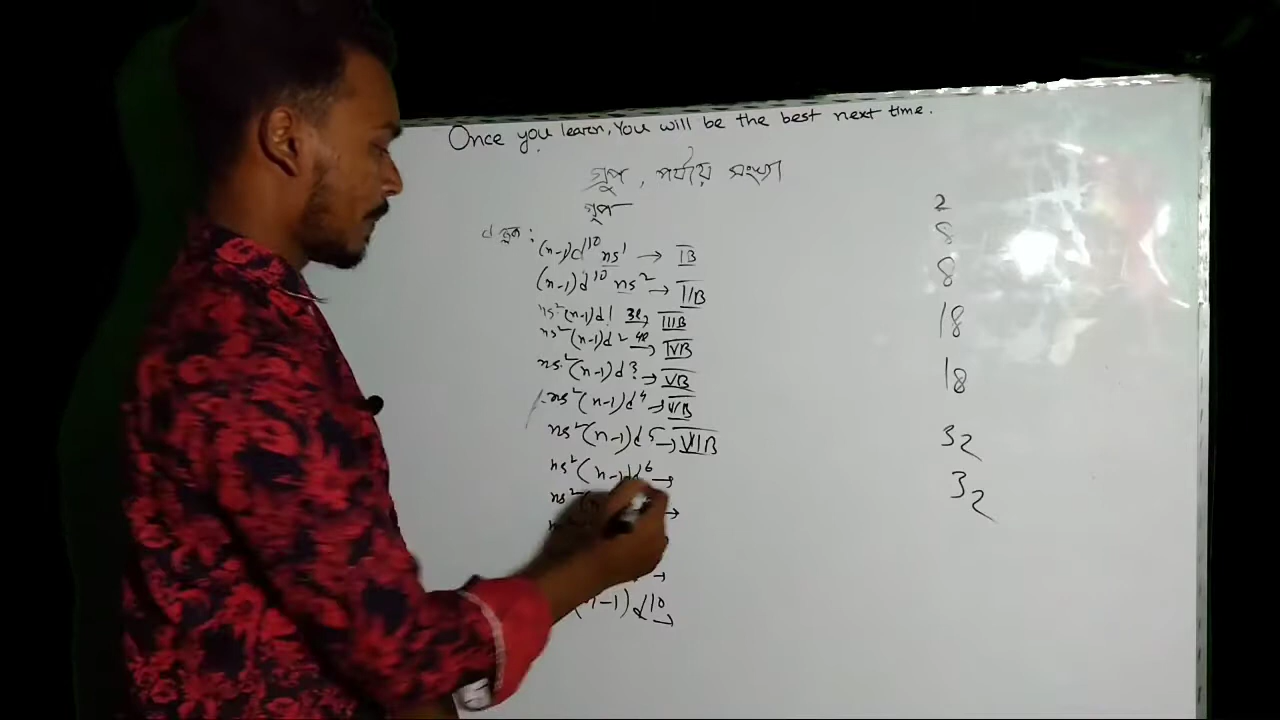 Once you learn, You will be the best next time.
গ্রুপ, পর্যায় সংখ্যা
গ্রুপ
(n-1)d¹⁰ ns¹ → IB
(n-1)d¹⁰ ns² → IIB
ns²(n-1)d¹ 3e → IIIB
ns²(n-1)d² 4e → IVB
ns²(n-1)d³ → VB
ns²(n-1)d⁴ → VIB
ns²(n-1)d⁵ → VIIB
ns²(n-1)d⁶ →
ns² →
→
(n-1)d¹⁰ →
2
8
8
18
18
32
32